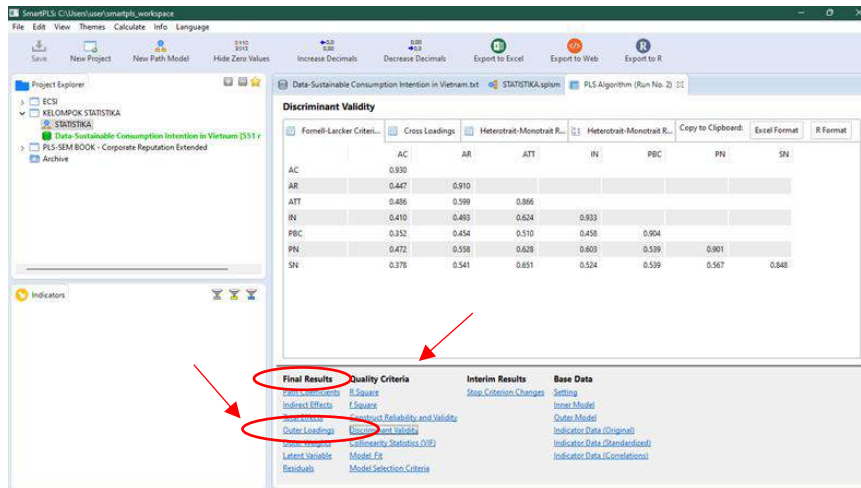 SmartPLS: C:\Users\user\smartpls_workspace
File Edit View Themes Calculate Info Language
Save New Project New Path Model Hide Zero Values Increase Decimals Decrease Decimals Export to Excel Export to Web Export to R
Project Explorer
ECSI
KELOMPOK STATISTIKA
STATISTIKA
Data-Sustainable Consumption Intention in Vietnam [551 r
PLS-SEM BOOK - Corporate Reputation Extended
Archive
Indicators
Data-Sustainable Consumption Intention in Vietnam.txt STATISTIKA.splsm PLS Algorithm (Run No. 2)
Discriminant Validity
Fornell-Larcker Criteri... Cross Loadings Heterotrait-Monotrait R... Heterotrait-Monotrait R... Copy to Clipboard: Excel Format R Format
AC AR ATT IN PBC PN SN
AC 0.930
AR 0.447 0.910
ATT 0.486 0.599 0.866
IN 0.410 0.493 0.624 0.933
PBC 0.352 0.454 0.510 0.458 0.904
PN 0.472 0.558 0.628 0.603 0.539 0.901
SN 0.378 0.541 0.651 0.524 0.539 0.567 0.848
Final Results Quality Criteria Interim Results Base Data
Path Coefficients R Square Stop Criterion Changes Setting
Indirect Effects f Square Inner Model
Total Effects Construct Reliability and Validity Outer Model
Outer Loadings Discriminant Validity Indicator Data (Original)
Outer Weights Collinearity Statistics (VIF) Indicator Data (Standardized)
Latent Variable Model_Fit Indicator Data (Correlations)
Residuals Model Selection Criteria